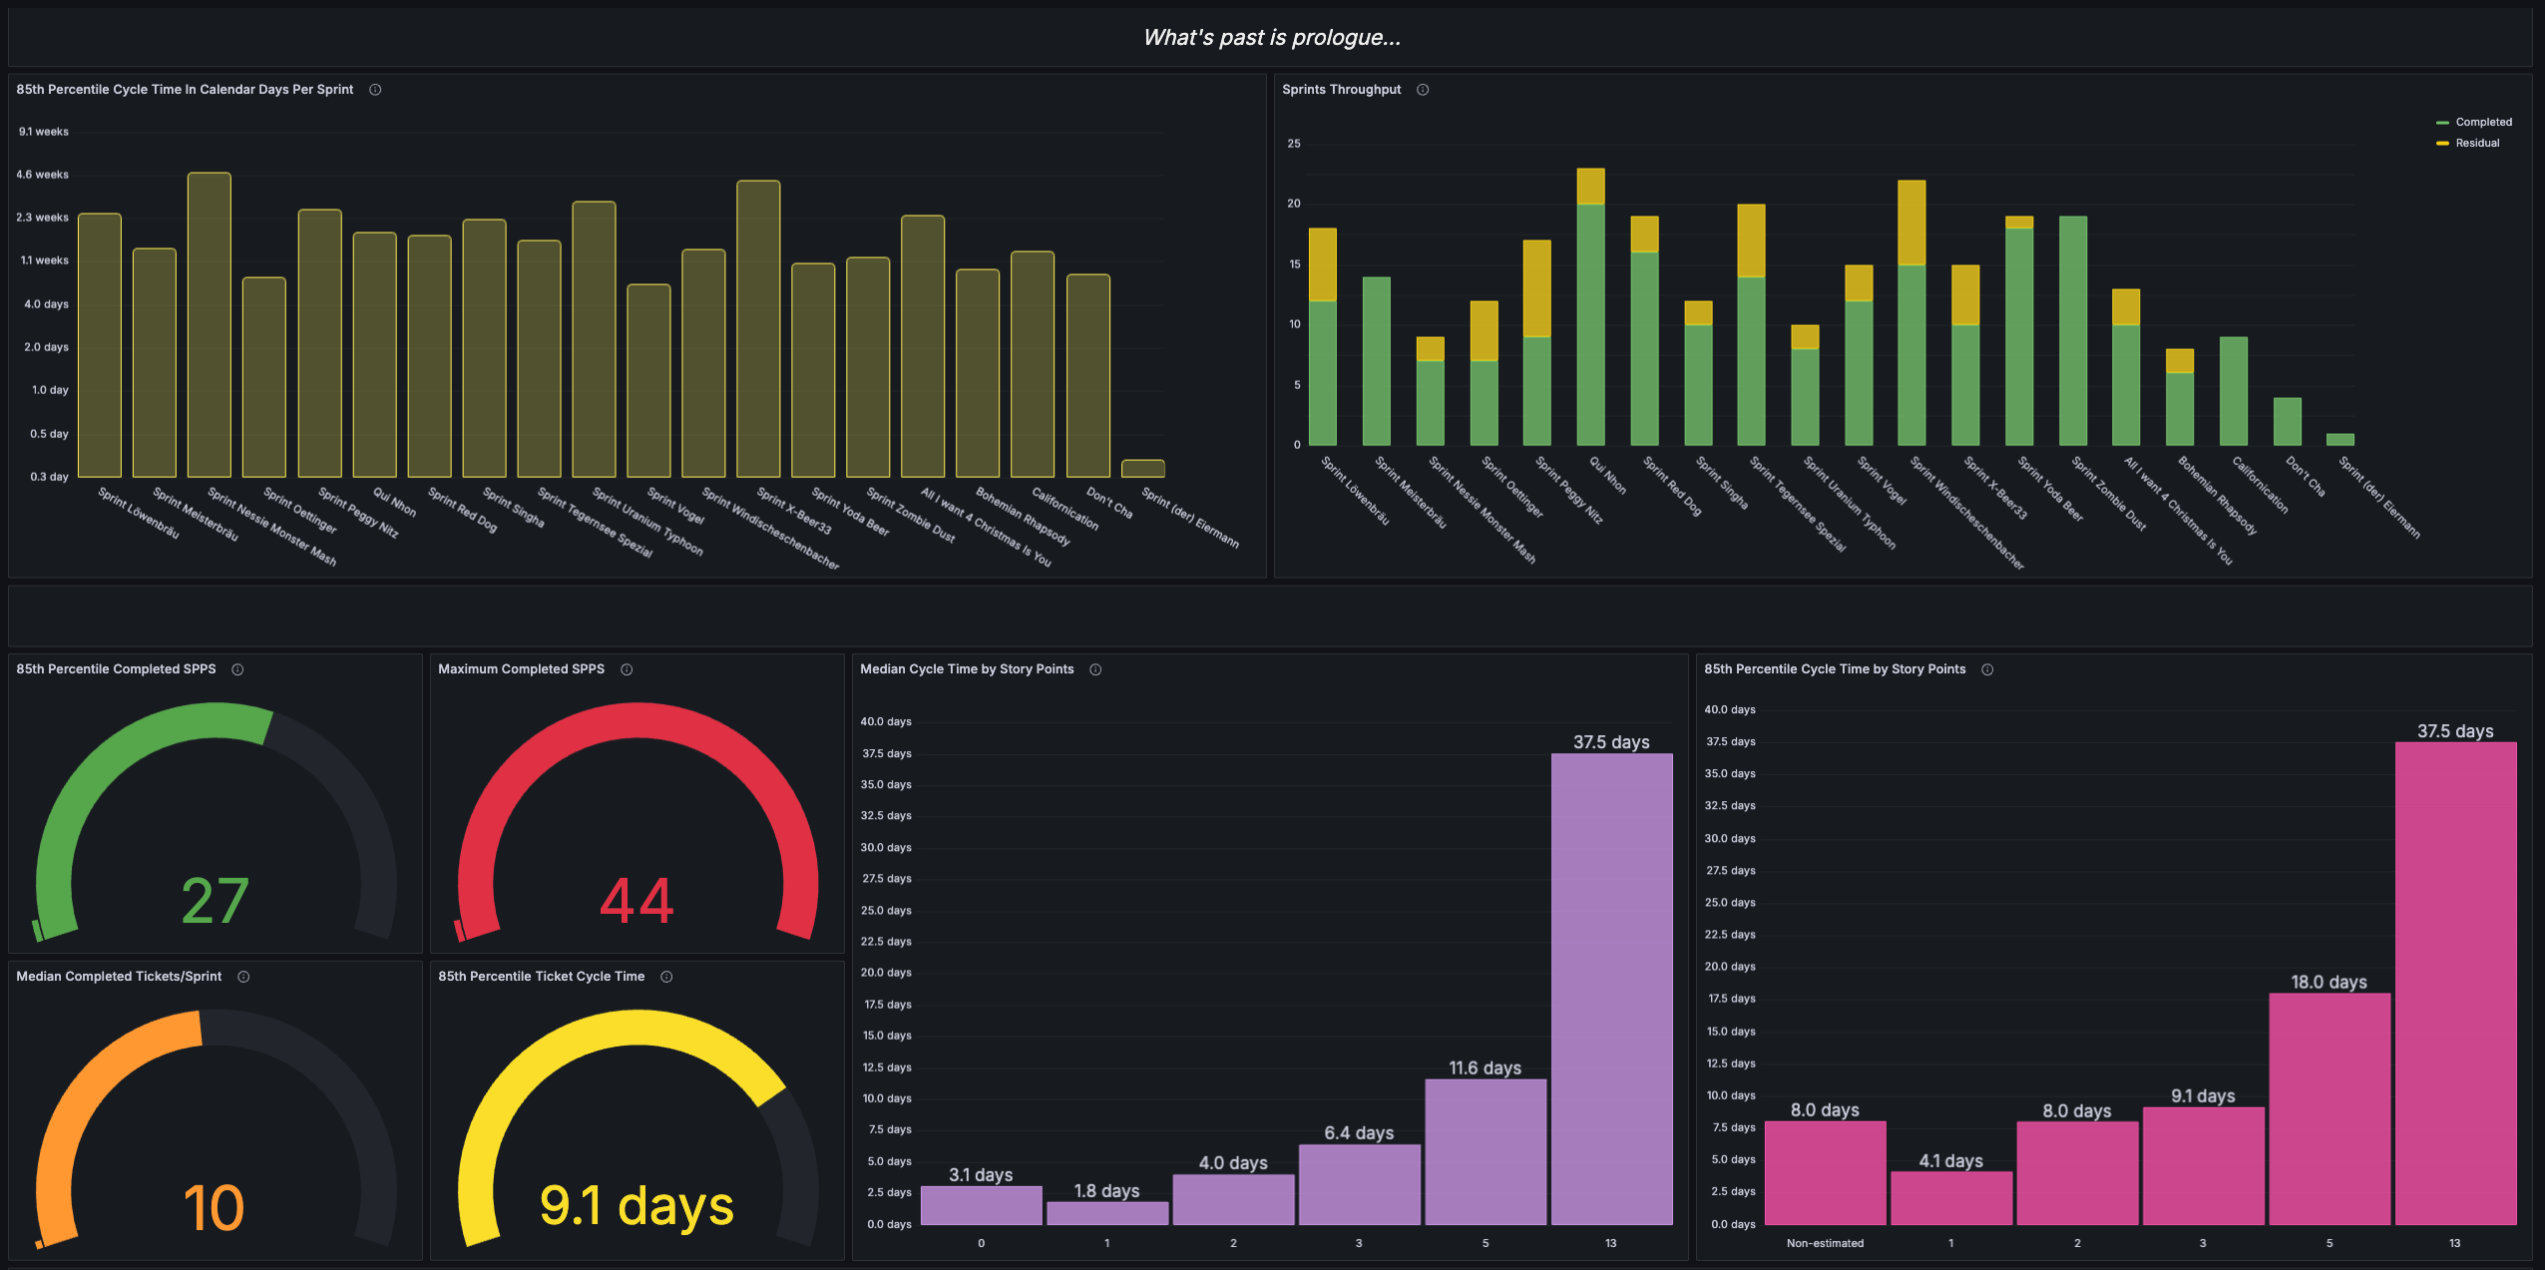 What's past is prologue...
85th Percentile Cycle Time In Calendar Days Per Sprint
9.1 weeks
4.6 weeks
2.3 weeks
1.1 weeks
4.0 days
2.0 days
1.0 day
0.5 day
0.3 day
Sprint Löwenbräu
Sprint Meisterbräu
Sprint Nessie Monster Mash
Sprint Oettinger
Sprint Peggy Nitz
Qui Nhon
Sprint Red Dog
Sprint Singha
Sprint Tegernsee Spezial
Sprint Uranium Typhoon
Sprint Vogel
Sprint Windischeschenbacher
Sprint X-Beer33
Sprint Yoda Beer
Sprint Zombie Dust
All I want 4 Christmas Is You
Bohemian Rhapsody
Californication
Don't Cha
Sprint (der) Eiermann
Sprints Throughput
Completed
Residual
25
20
15
10
5
0
Sprint Löwenbräu
Sprint Meisterbräu
Sprint Nessie Monster Mash
Sprint Oettinger
Sprint Peggy Nitz
Qui Nhon
Sprint Red Dog
Sprint Singha
Sprint Tegernsee Spezial
Sprint Uranium Typhoon
Sprint Vogel
Sprint Windischeschenbacher
Sprint X-Beer33
Sprint Yoda Beer
Sprint Zombie Dust
All I want 4 Christmas Is You
Bohemian Rhapsody
Californication
Don't Cha
Sprint (der) Eiermann
85th Percentile Completed SPPS
27
Maximum Completed SPPS
44
Median Completed Tickets/Sprint
10
85th Percentile Ticket Cycle Time
9.1 days
Median Cycle Time by Story Points
40.0 days
37.5 days
35.0 days
32.5 days
30.0 days
27.5 days
25.0 days
22.5 days
20.0 days
17.5 days
15.0 days
12.5 days
10.0 days
7.5 days
5.0 days
2.5 days
0.0 days
3.1 days
1.8 days
4.0 days
6.4 days
11.6 days
37.5 days
0
1
2
3
5
13
85th Percentile Cycle Time by Story Points
40.0 days
37.5 days
35.0 days
32.5 days
30.0 days
27.5 days
25.0 days
22.5 days
20.0 days
17.5 days
15.0 days
12.5 days
10.0 days
7.5 days
5.0 days
2.5 days
0.0 days
8.0 days
4.1 days
8.0 days
9.1 days
18.0 days
37.5 days
Non-estimated
1
2
3
5
13